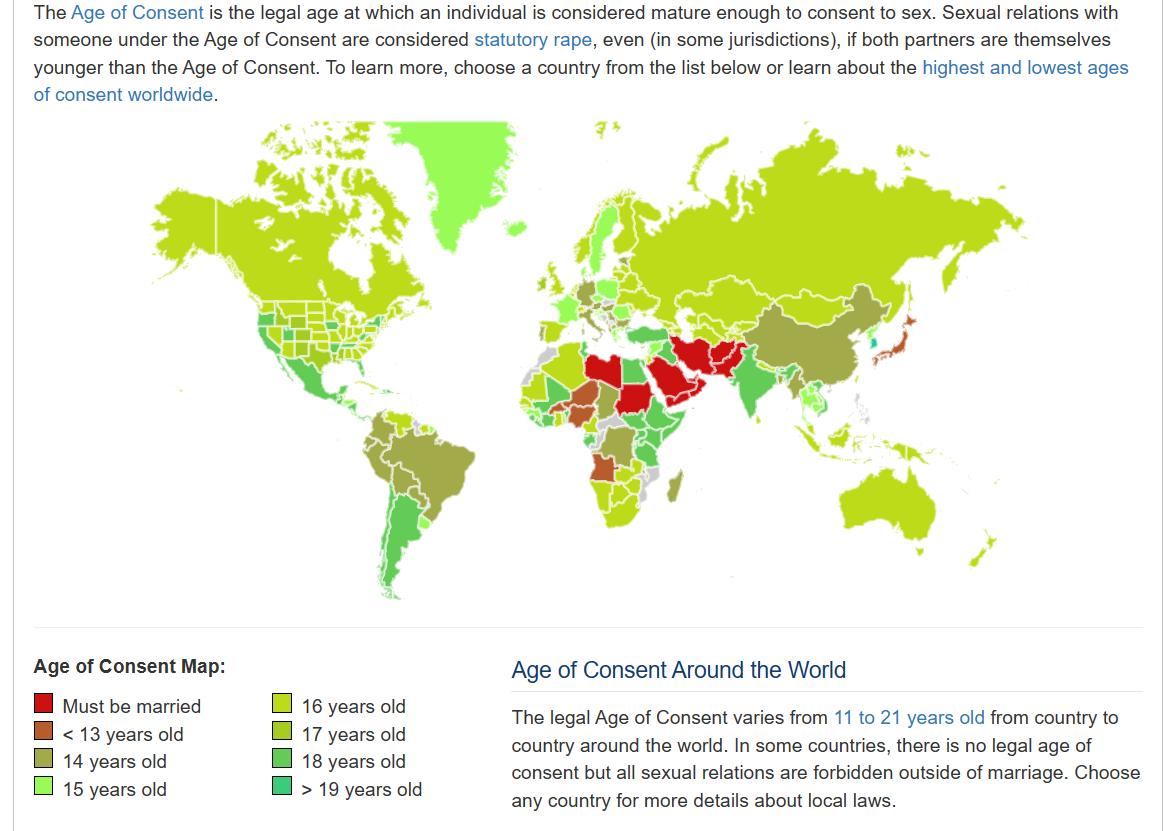 The Age of Consent is the legal age at which an individual is considered mature enough to consent to sex. Sexual relations with
someone under the Age of Consent are considered statutory rape, even (in some jurisdictions), if both partners are themselves
younger than the Age of Consent. To learn more, choose a country from the list below or learn about the highest and lowest ages
of consent worldwide.
Age of Consent Map:
Must be married
< 13 years old
14 years old
15 years old
16 years old
17 years old
18 years old
> 19 years old
Age of Consent Around the World
The legal Age of Consent varies from 11 to 21 years old from country to
country around the world. In some countries, there is no legal age of
consent but all sexual relations are forbidden outside of marriage. Choose
any country for more details about local laws.